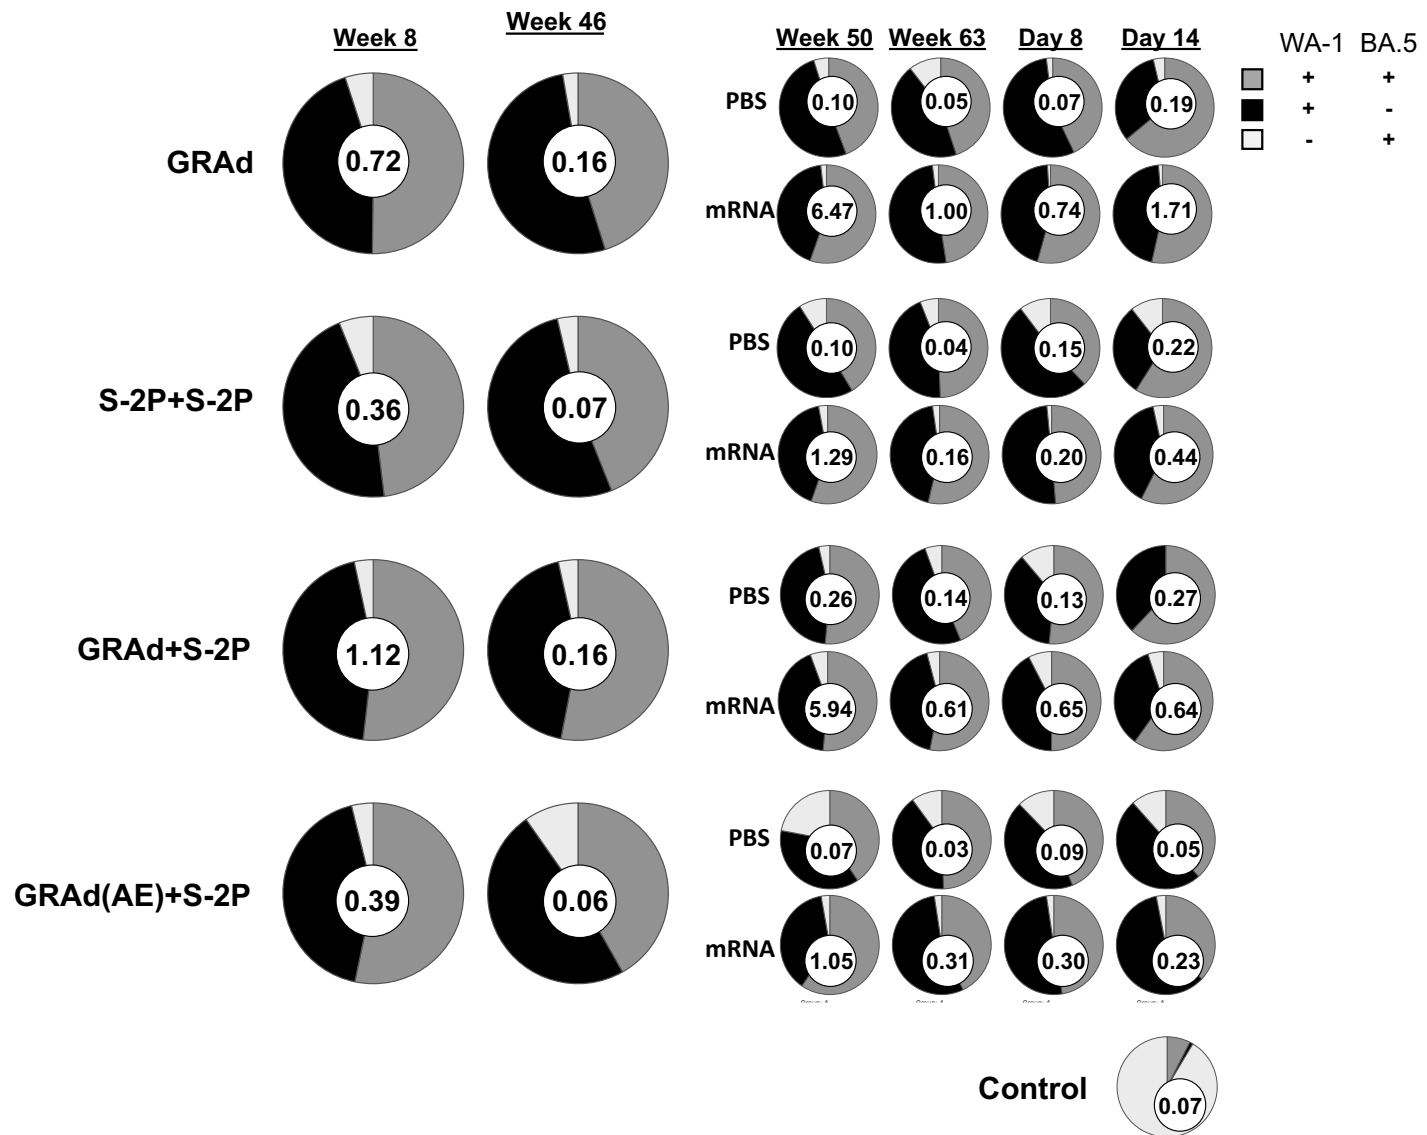 Week 8
Week 46
Week 50 Week 63 Day 8 Day 14
WA-1 BA.5
+ +
+ -
- +
GRAd
0.72 0.16
PBS
0.10 0.05 0.07 0.19
mRNA
6.47 1.00 0.74 1.71
S-2P+S-2P
0.36 0.07
PBS
0.10 0.04 0.15 0.22
mRNA
1.29 0.16 0.20 0.44
GRAd+S-2P
1.12 0.16
PBS
0.26 0.14 0.13 0.27
mRNA
5.94 0.61 0.65 0.64
GRAd(AE)+S-2P
0.39 0.06
PBS
0.07 0.03 0.09 0.05
mRNA
1.05 0.31 0.30 0.23
Control
0.07